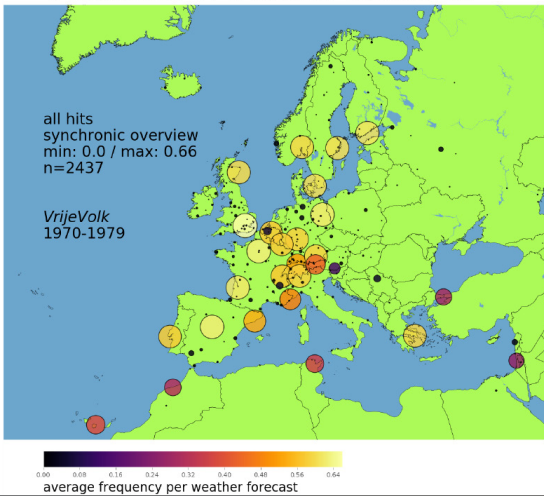 all hits
synchronic overview
min: 0.0 / max: 0.66
n=2437
VrijeVolk
1970-1979
0.00 0.08 0.16 0.24 0.32 0.40 0.48 0.56 0.64
average frequency per weather forecast